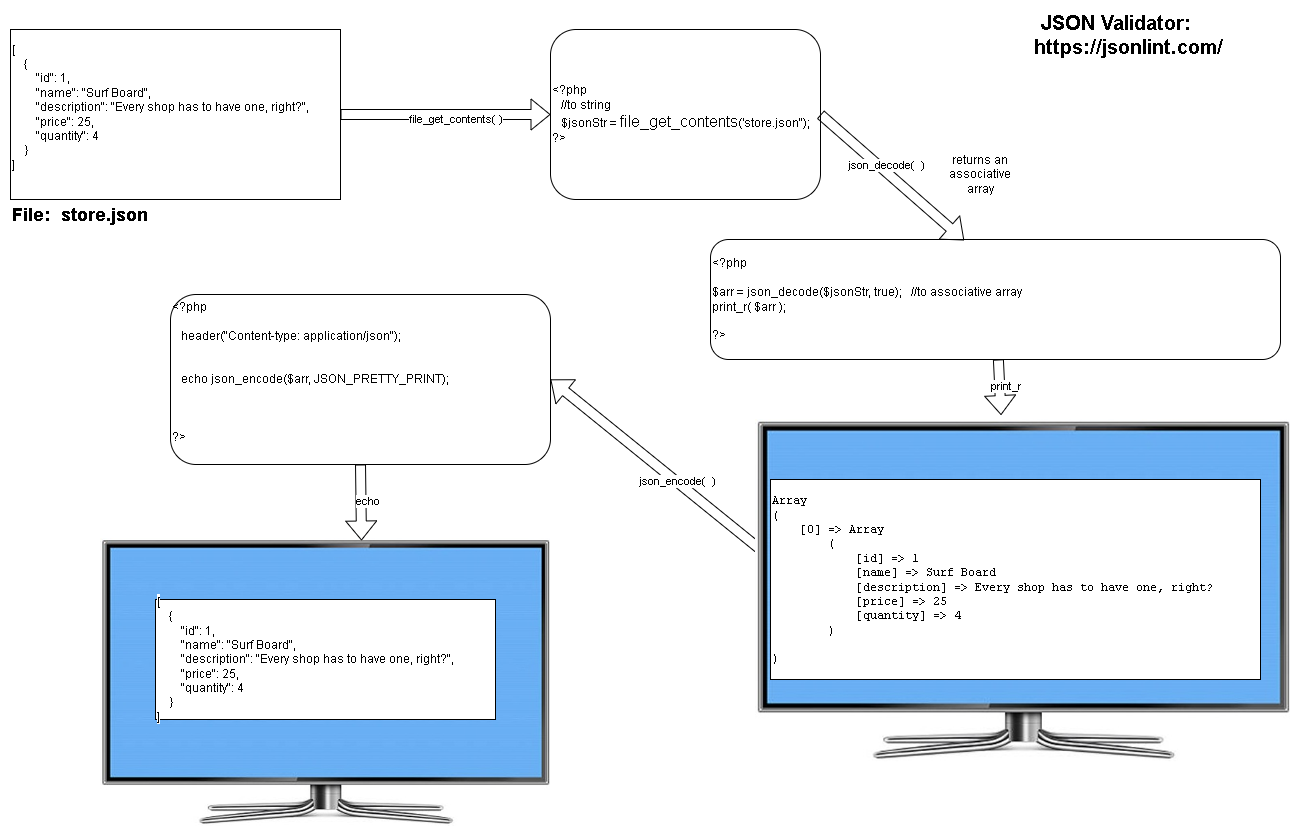 JSON Validator:
https://jsonlint.com/
[
{
"id": 1,
"name": "Surf Board",
"description": "Every shop has to have one, right?",
"price": 25,
"quantity": 4
}
]
File:  store.json
file_get_contents( )
<?php
//to string
$jsonStr = file_get_contents('store.json");
?>
json_decode(  )
returns an
associative
array
<?php
$arr = json_decode($jsonStr, true);   //to associative array
print_r( $arr );
?>
print_r
Array
(
[0] => Array
(
[id] => 1
[name] => Surf Board
[description] => Every shop has to have one, right?
[price] => 25
[quantity] => 4
)
)
json_encode(  )
<?php
header("Content-type: application/json");
echo json_encode($arr, JSON_PRETTY_PRINT);
?>
echo
[
{
"id": 1,
"name": "Surf Board",
"description": "Every shop has to have one, right?",
"price": 25,
"quantity": 4
}
]